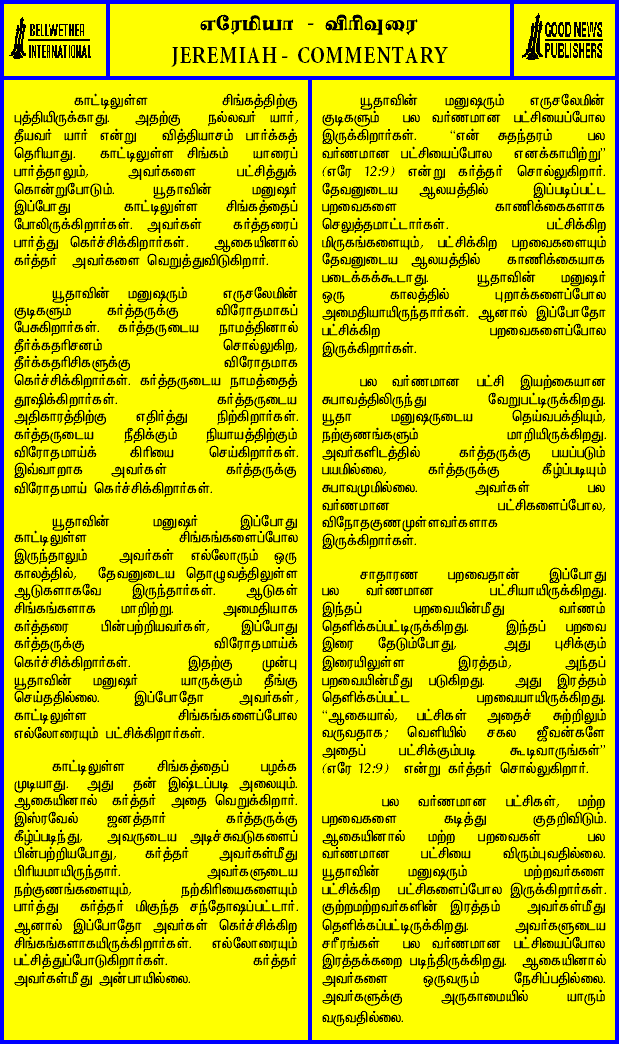 BELLWETHER
INTERNATIONAL
எரேமியா - விரிவுரை
JEREMIAH - COMMENTARY
GOOD NEWS
PUBLISHERS
காட்டிலுள்ள சிங்கத்திற்கு
புத்தியிருக்காது. அதற்கு நல்லவர் யார்,
தீயவர் யார் என்று வித்தியாசம் பார்க்கத்
தெரியாது. காட்டிலுள்ள சிங்கம் யாரைப்
பார்த்தாலும், அவர்களை பட்சித்துக்
கொன்றுபோடும். யூதாவின் மனுஷர்
இப்போது காட்டிலுள்ள சிங்கத்தைப்
போலிருக்கிறார்கள். அவர்கள் கர்த்தரைப்
பார்த்து கெர்ச்சிக்கிறார்கள். ஆகையினால்
கர்த்தர் அவர்களை வெறுத்துவிடுகிறார்.
யூதாவின் மனுஷரும் எருசலேமின்
குடிகளும் கர்த்தருக்கு விரோதமாகப்
பேசுகிறார்கள். கர்த்தருடைய நாமத்தினால்
தீர்க்கதரிசனம் சொல்லுகிற,
தீர்க்கதரிசிகளுக்கு விரோதமாக
கெர்ச்சிக்கிறார்கள். கர்த்தருடைய நாமத்தைத்
தூஷிக்கிறார்கள். கர்த்தருடைய
அதிகாரத்திற்கு எதிர்த்து நிற்கிறார்கள்.
கர்த்தருடைய நீதிக்கும் நியாயத்திற்கும்
விரோதமாய்க் கிரியை செய்கிறார்கள்.
இவ்வாறாக அவர்கள் கர்த்தருக்கு
விரோதமாய் கெர்ச்சிக்கிறார்கள்.
யூதாவின் மனுஷர் இப்போது
காட்டிலுள்ள சிங்கங்களைப்போல
இருந்தாலும் அவர்கள் எல்லோரும் ஒரு
காலத்தில், தேவனுடைய தொழுவத்திலுள்ள
ஆடுகளாகவே இருந்தார்கள். ஆடுகள்
சிங்கங்களாக மாறிற்று. அமைதியாக
கர்த்தரை பின்பற்றியவர்கள், இப்போது
கர்த்தருக்கு விரோதமாய்க்
கெர்ச்சிக்கிறார்கள். இதற்கு முன்பு
யூதாவின் மனுஷர் யாருக்கும் தீங்கு
செய்ததில்லை. இப்போதோ அவர்கள்,
காட்டிலுள்ள சிங்கங்களைப்போல
எல்லோரையும் பட்சிக்கிறார்கள்.
காட்டிலுள்ள சிங்கத்தைப் பழக்க
முடியாது. அது தன் இஷ்டப்படி அலையும்.
ஆகையினால் கர்த்தர் அதை வெறுக்கிறார்.
இஸ்ரவேல் ஜனத்தார் கர்த்தருக்கு
கீழ்ப்படிந்து, அவருடைய அடிச்சுவடுகளைப்
பின்பற்றியபோது, கர்த்தர் அவர்கள்மீது
பிரியமாயிருந்தார். அவர்களுடைய
நற்குணங்களையும், நற்கிரியைகளையும்
பார்த்து கர்த்தர் மிகுந்த சந்தோஷப்பட்டார்.
ஆனால் இப்போதோ அவர்கள் கெர்ச்சிக்கிற
சிங்கங்களாகயிருக்கிறார்கள். எல்லோரையும்
பட்சித்துப்போடுகிறார்கள். கர்த்தர்
அவர்கள்மீது அன்பாயில்லை.
யூதாவின் மனுஷரும் எருசலேமின்
குடிகளும் பல வர்ணமான பட்சியைப்போல
இருக்கிறார்கள். "என் சுதந்தரம் பல
வர்ணமான பட்சியைப்போல எனக்காயிற்று"
(எரே 12:9) என்று கர்த்தர் சொல்லுகிறார்.
தேவனுடைய ஆலயத்தில் இப்படிப்பட்ட
பறவைகளை காணிக்கைகளாக
செலுத்தமாட்டார்கள். பட்சிக்கிற
மிருகங்களையும், பட்சிக்கிற பறவைகளையும்
தேவனுடைய ஆலயத்தில் காணிக்கையாக
படைக்கக்கூடாது. யூதாவின் மனுஷர்
ஒரு காலத்தில் புறாக்களைப்போல
அமைதியாயிருந்தார்கள். ஆனால் இப்போதோ
பட்சிக்கிற பறவைகளைப்போல
இருக்கிறார்கள்.
பல வர்ணமான பட்சி இயற்கையான
சுபாவத்திலிருந்து வேறுபட்டிருக்கிறது.
யூதா மனுஷருடைய தெய்வபக்தியும்,
நற்குணங்களும் மாறியிருக்கிறது.
அவர்களிடத்தில் கர்த்தருக்கு பயப்படும்
பயமில்லை, கர்த்தருக்கு கீழ்ப்படியும்
சுபாவமுமில்லை. அவர்கள் பல
வர்ணமான பட்சிகளைப்போல,
வினோதகுணமுள்ளவர்களாக
இருக்கிறார்கள்.
சாதாரண பறவைதான் இப்போது
பல வர்ணமான பட்சியாயிருக்கிறது.
இந்தப் பறவையின்மீது வர்ணம்
தெளிக்கப்பட்டிருக்கிறது. இந்தப் பறவை
இரை தேடும்போது, அது புசிக்கும்
இரையிலுள்ள இரத்தம், அந்தப்
பறவையின்மீது படுகிறது. அது இரத்தம்
தெளிக்கப்பட்ட பறவையாயிருக்கிறது.
"ஆகையால், பட்சிகள் அதைச் சுற்றிலும்
வருவதாக; வெளியில் சகல ஜீவன்களே
அதைப் பட்சிக்கும்படி கூடிவாருங்கள்"
(எரே 12:9) என்று கர்த்தர் சொல்லுகிறார்.
பல வர்ணமான பட்சிகள், மற்ற
பறவைகளை கடித்து குதறிவிடும்.
ஆகையினால் மற்ற பறவைகள் பல
வர்ணமான பட்சியை விரும்புவதில்லை.
யூதாவின் மனுஷரும் மற்றவர்களை
பட்சிக்கிற பட்சிகளைப்போல இருக்கிறார்கள்.
குற்றமற்றவர்களின் இரத்தம் அவர்கள்மீது
தெளிக்கப்பட்டிருக்கிறது. அவர்களுடைய
சரீரங்கள் பல வர்ணமான பட்சியைப்போல
இரத்தக்கறை படிந்திருக்கிறது. ஆகையினால்
அவர்களை ஒருவரும் நேசிப்பதில்லை.
அவர்களுக்கு அருகாமையில் யாரும்
வருவதில்லை.